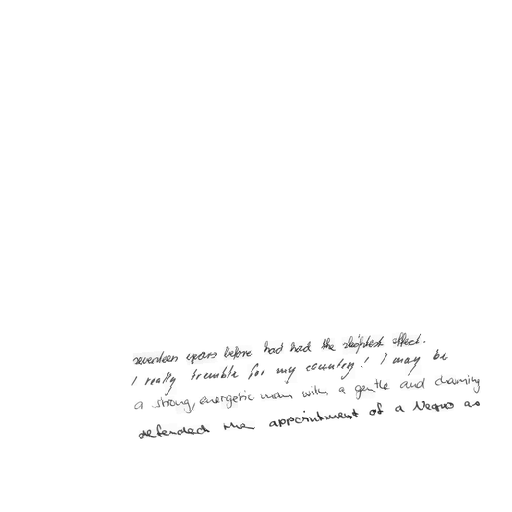 seventeen years before had had the slightest effect.
I really tremble for my country! I may be
a strong, energetic man with a gentle and charming
defended the appointment of a Negro as